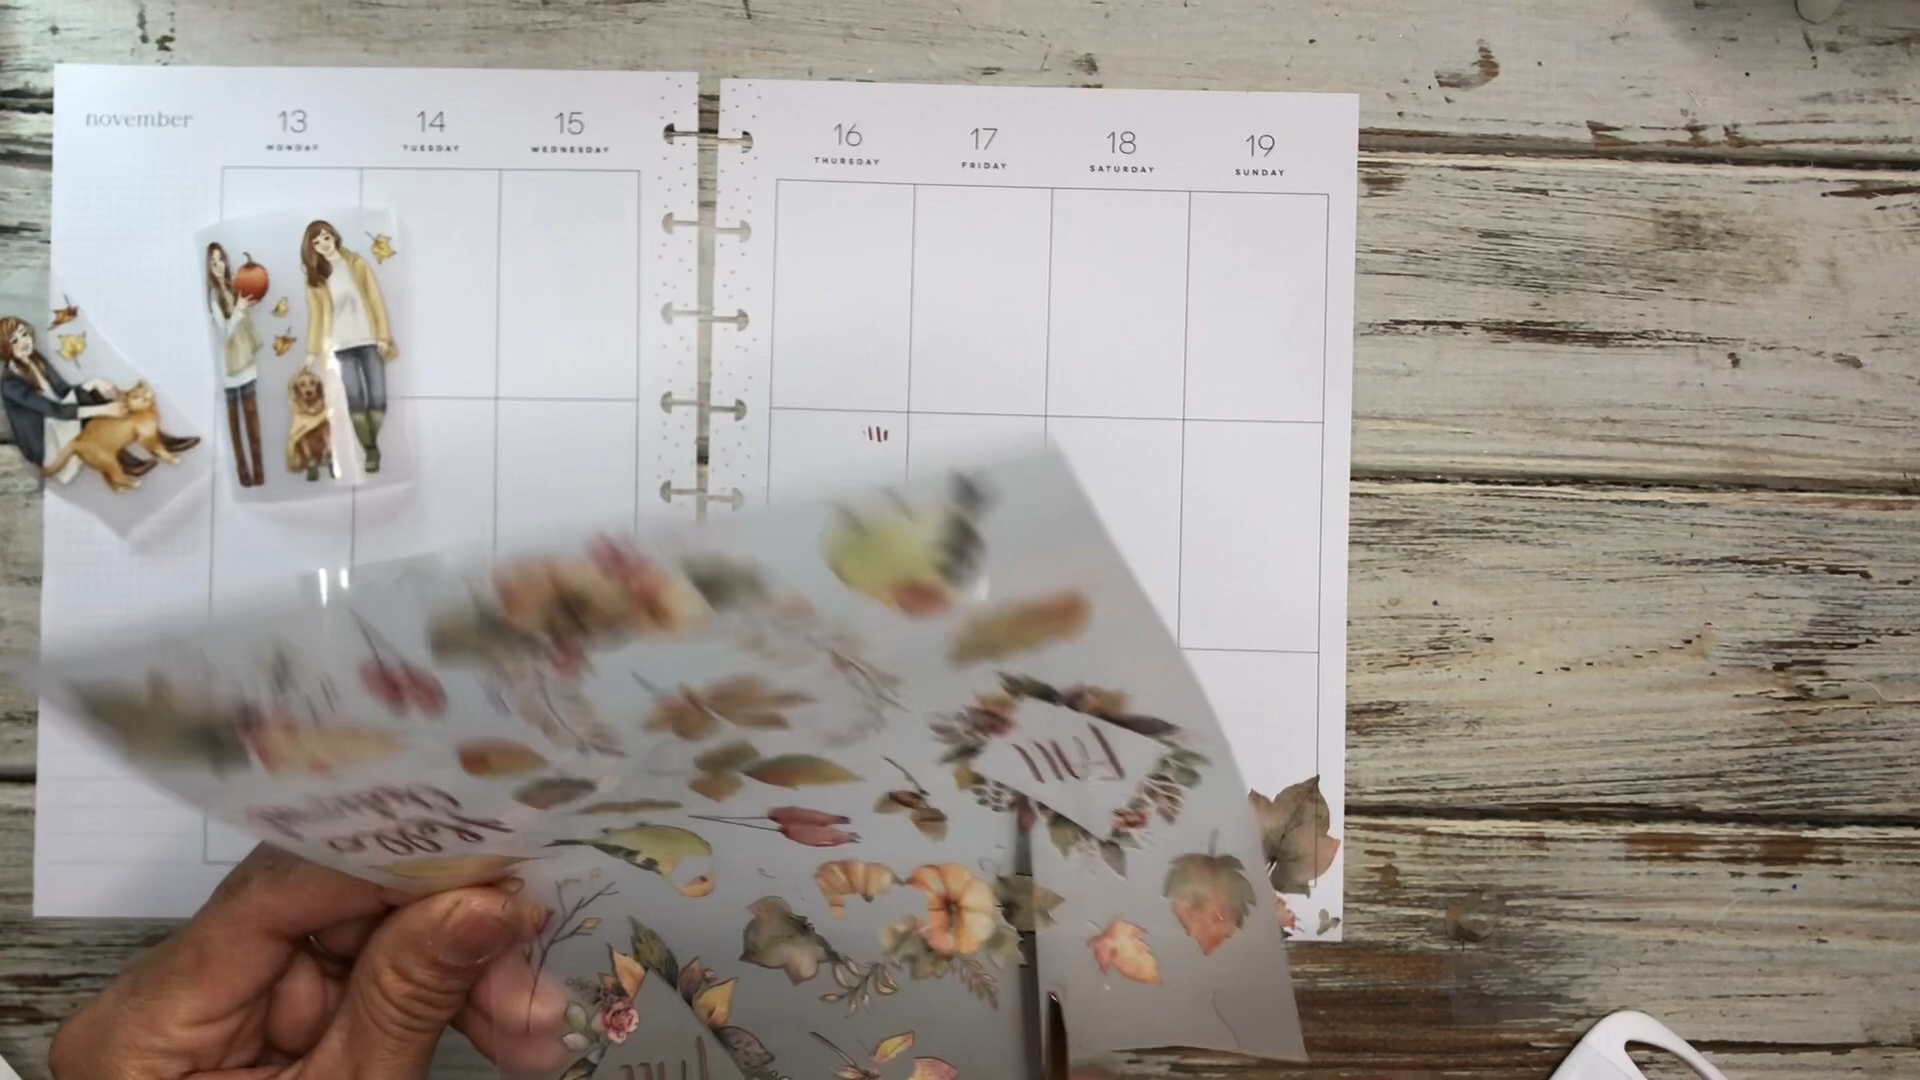 november
13
MONDAY
14
TUESDAY
15
WEDNESDAY
16
THURSDAY
17
FRIDAY
18
SATURDAY
19
SUNDAY
FALL